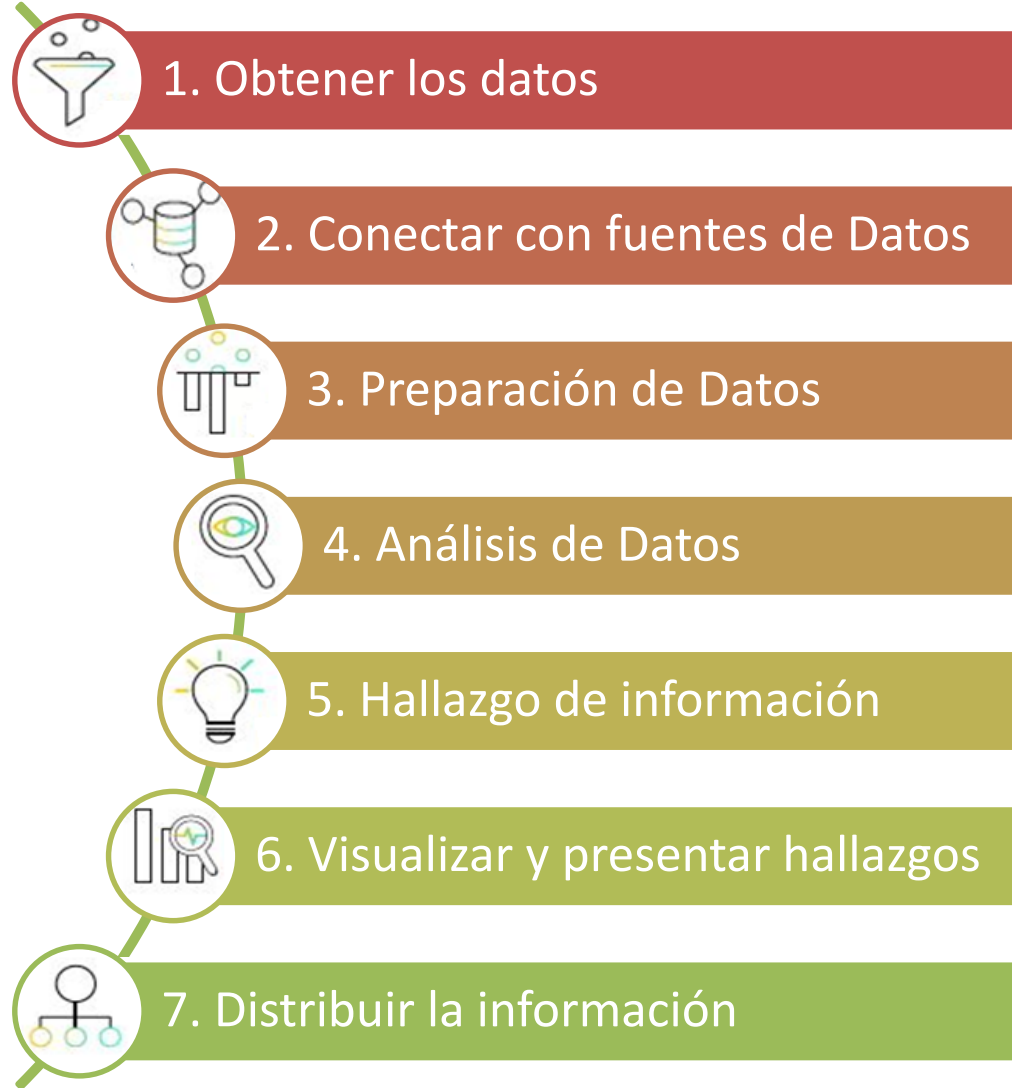 1. Obtener los datos
2. Conectar con fuentes de Datos
3. Preparación de Datos
4. Análisis de Datos
5. Hallazgo de información
6. Visualizar y presentar hallazgos
7. Distribuir la información